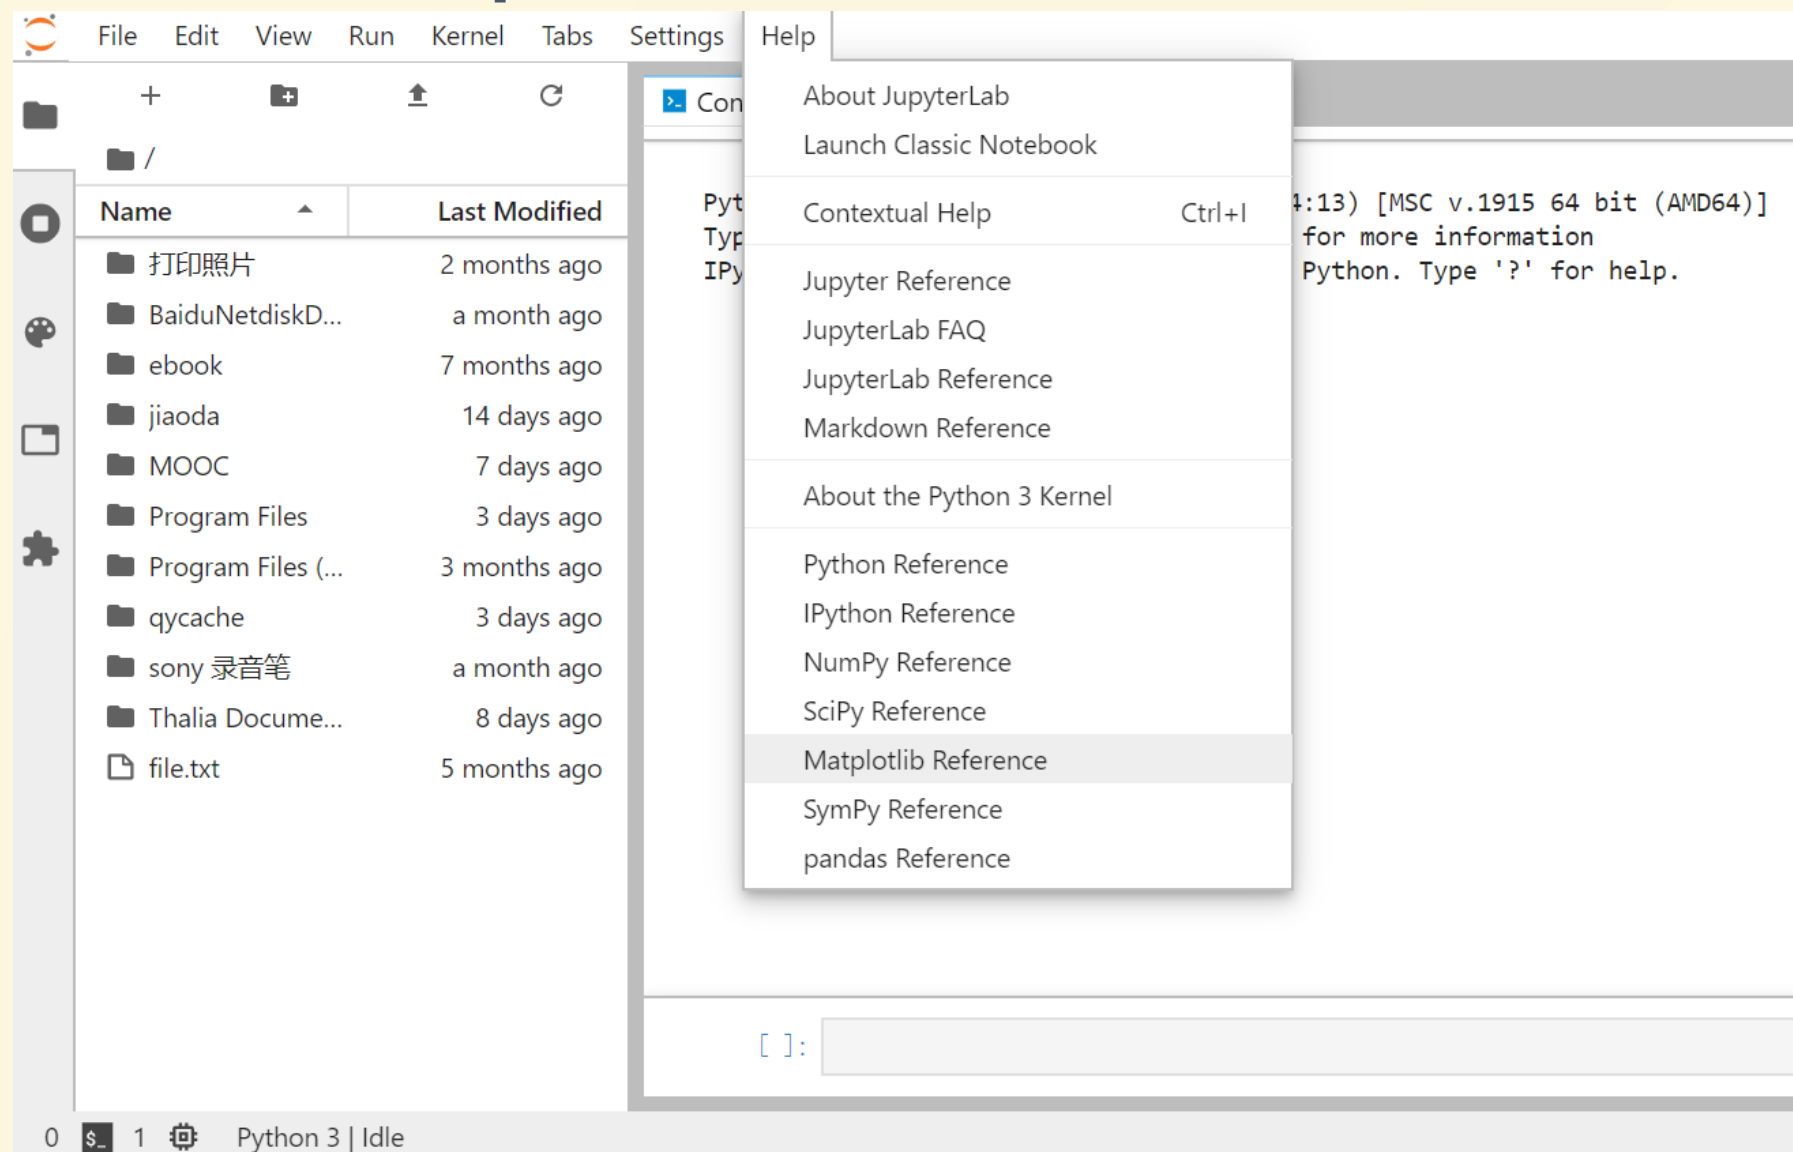 File Edit View Run Kernel Tabs Settings Help
Con
/
Name Last Modified
打印照片 2 months ago
BaiduNetdiskD... a month ago
ebook 7 months ago
jiaoda 14 days ago
MOOC 7 days ago
Program Files 3 days ago
Program Files (... 3 months ago
qycache 3 days ago
sony 录音笔 a month ago
Thalia Docume... 8 days ago
file.txt 5 months ago
About JupyterLab
Launch Classic Notebook
Contextual Help Ctrl+I
Jupyter Reference
JupyterLab FAQ
JupyterLab Reference
Markdown Reference
About the Python 3 Kernel
Python Reference
IPython Reference
NumPy Reference
SciPy Reference
Matplotlib Reference
SymPy Reference
pandas Reference
Pyt :13) [MSC v.1915 64 bit (AMD64)]
Typ for more information
IPy Python. Type '?' for help.
[ ]:
0 $_ 1 Python 3 | Idle